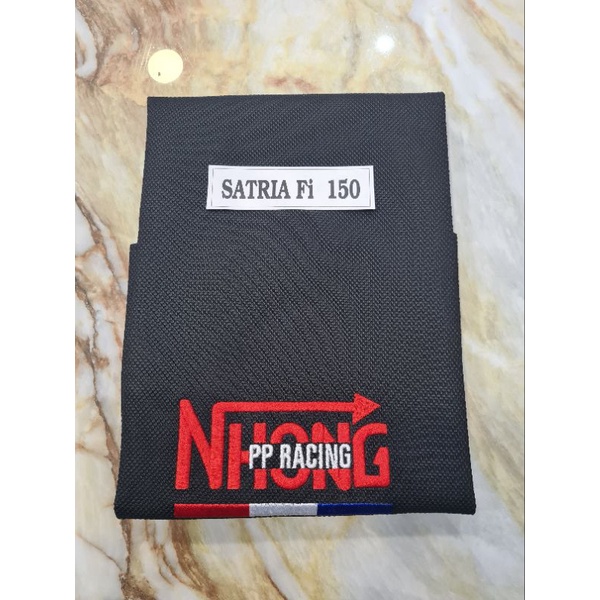 SATRIA Fi 150
NHONG
PP RACING